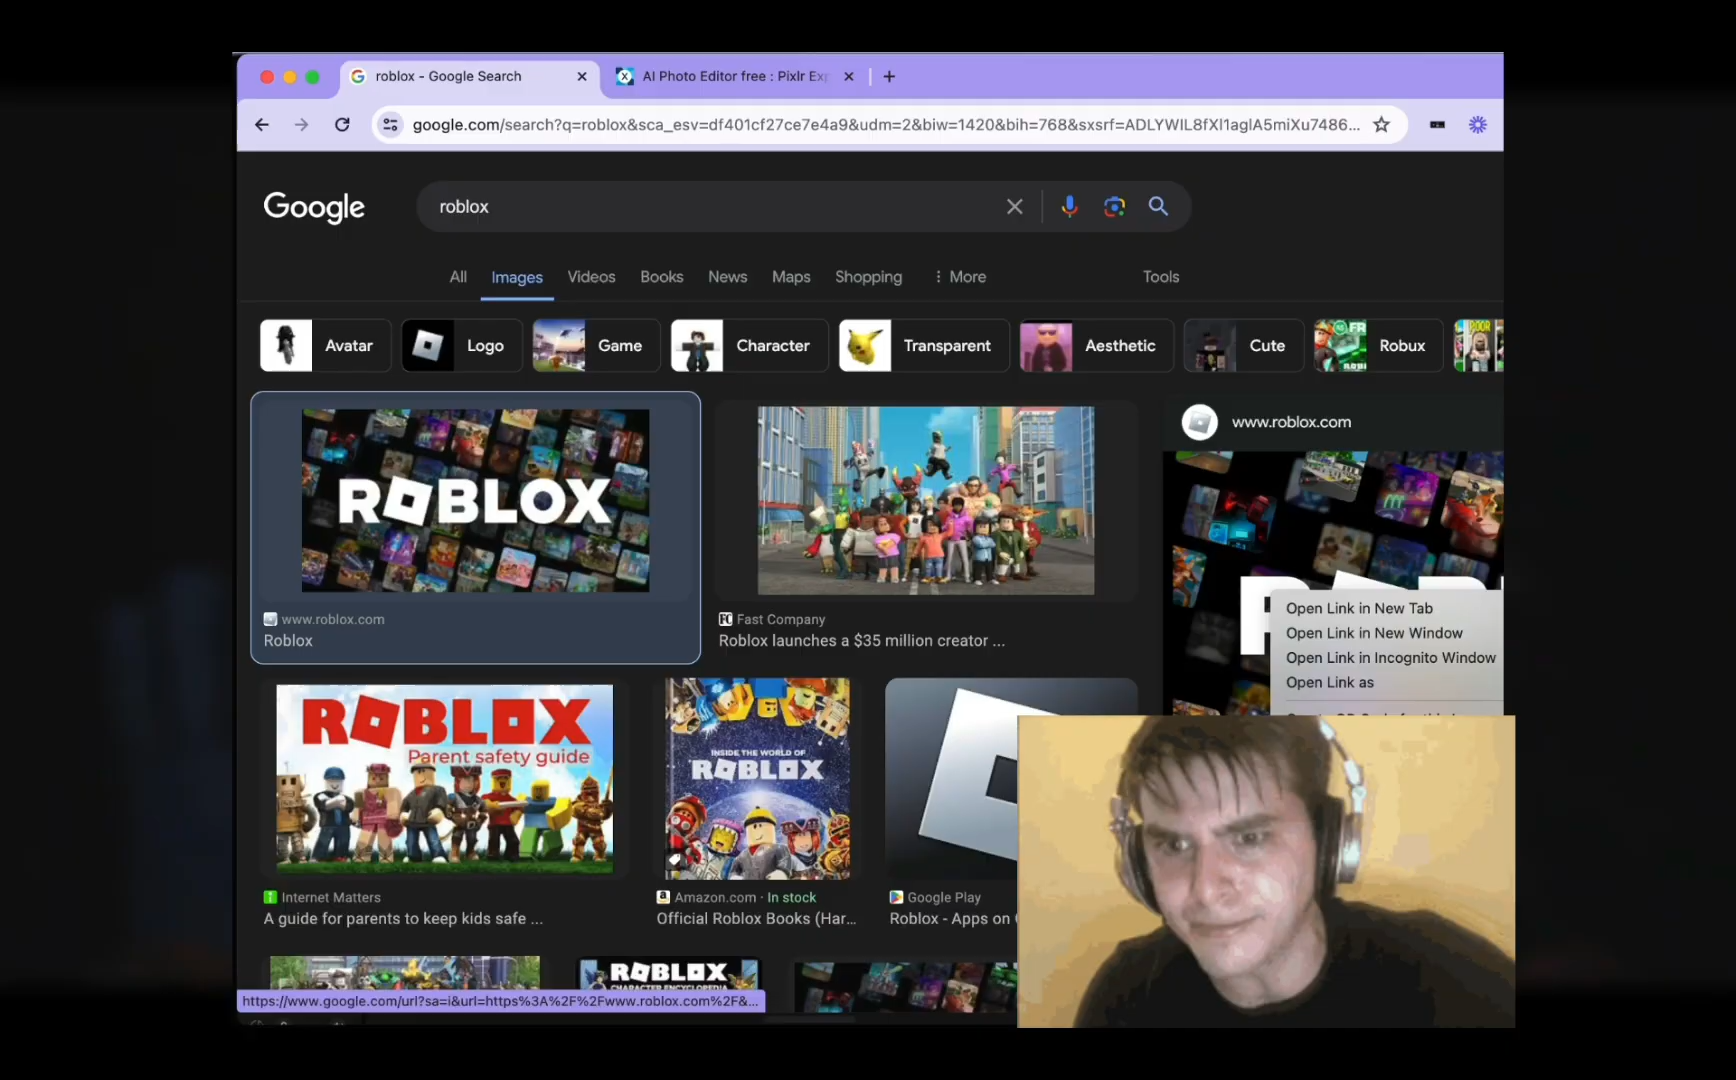 roblox - Google Search
AI Photo Editor free : Pixlr Exp
google.com/search?q=roblox&sca_esv=df401cf27ce7e4a9&udm=2&biw=1420&bih=768&sxsrf=ADLYWIL8fXl1aglA5miXu7486...
Google
roblox
All Images Videos Books News Maps Shopping More Tools
Avatar Logo Game Character Transparent Aesthetic Cute Robux
FR
POOR
ROBLOX
www.roblox.com
Roblox
Fast Company
Roblox launches a $35 million creator ...
www.roblox.com
Open Link in New Tab
Open Link in New Window
Open Link in Incognito Window
Open Link as
ROBLOX
Parent safety guide
Internet Matters
A guide for parents to keep kids safe ...
INSIDE THE WORLD OF
ROBLOX
Amazon.com · In stock
Official Roblox Books (Har...
Google Play
Roblox - Apps on
ROBLOX
CHARACTER ENCYCLOPEDIA
https://www.google.com/url?sa=i&url=https%3A%2F%2Fwww.roblox.com%2F&...